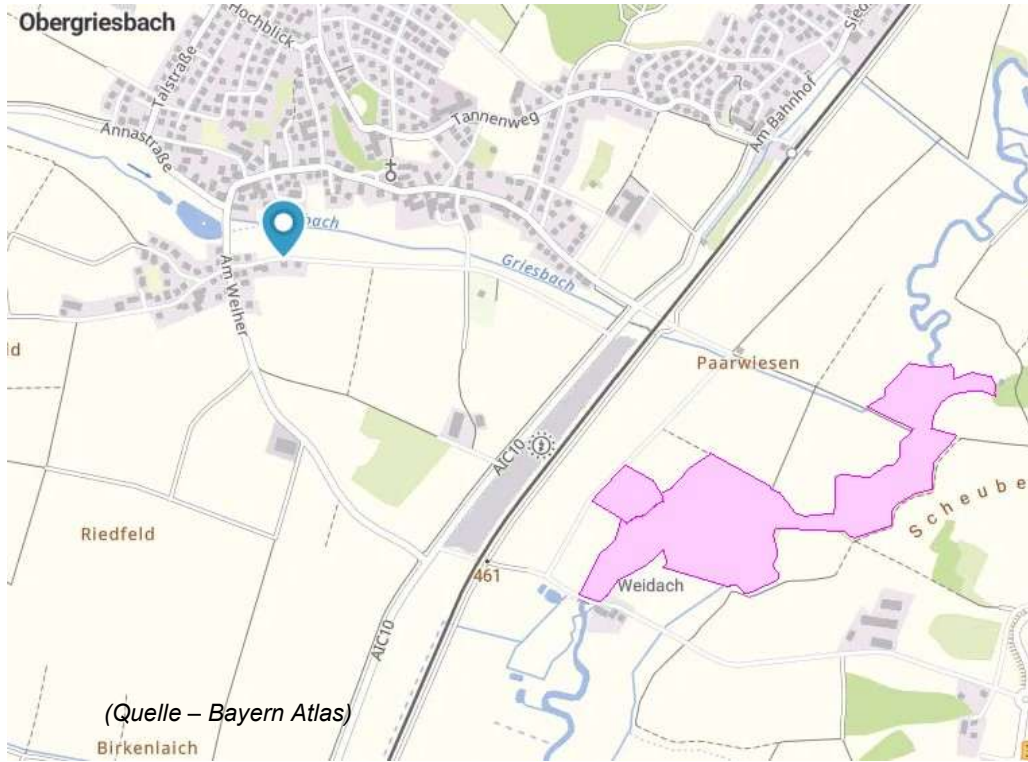 Obergriesbach
Hochblick
Talstraße
Annastraße
Tannenweg
Am Bahnhof
bach
Griesbach
Am Weiher
Paarwiesen
AIC10
Riedfeld
461
Weidach
Scheube
AIC10
(Quelle – Bayern Atlas)
Birkenlaich